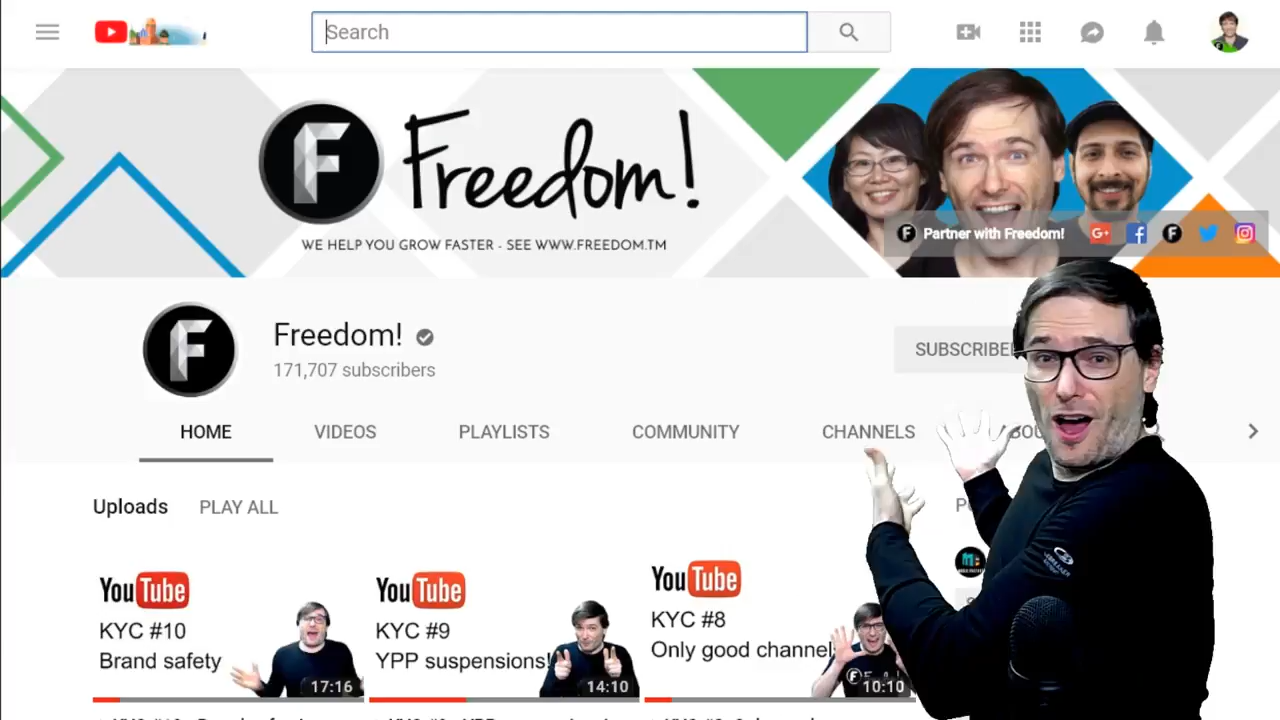 Search
F Freedom!
WE HELP YOU GROW FASTER - SEE WWW.FREEDOM.TM
Partner with Freedom!
Freedom!
171,707 subscribers
SUBSCRIBE
HOME VIDEOS PLAYLISTS COMMUNITY CHANNELS
Uploads PLAY ALL
YouTube
KYC #10
Brand safety
17:16
YouTube
KYC #9
YPP suspensions!
14:10
YouTube
KYC #8
Only good channel
10:10